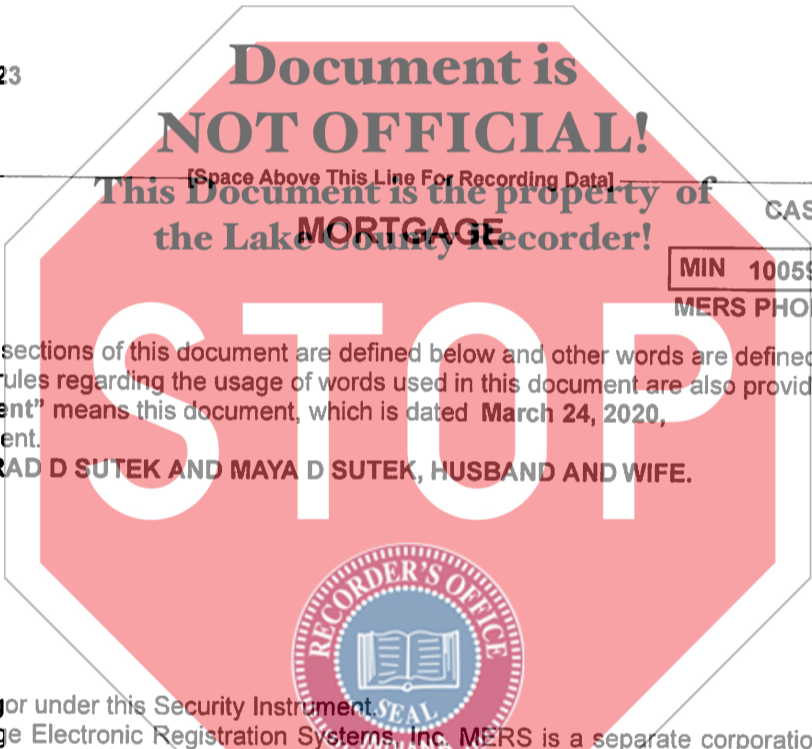 23
Document is
NOT OFFICIAL!
[Space Above This Line For Recording Data]
This Document is the property of
CAS
MORTGAGE
the Lake County Recorder!
MIN 10059
MERS PHO
STOP
sections of this document are defined below and other words are defined
ules regarding the usage of words used in this document are also provid
ent" means this document, which is dated March 24, 2020,
ent.
RAD D SUTEK AND MAYA D SUTEK, HUSBAND AND WIFE.
RECORDER'S OFFICE
SEAL
or under this Security Instrument.
ge Electronic Registration Systems, Inc. MERS is a separate corporatio